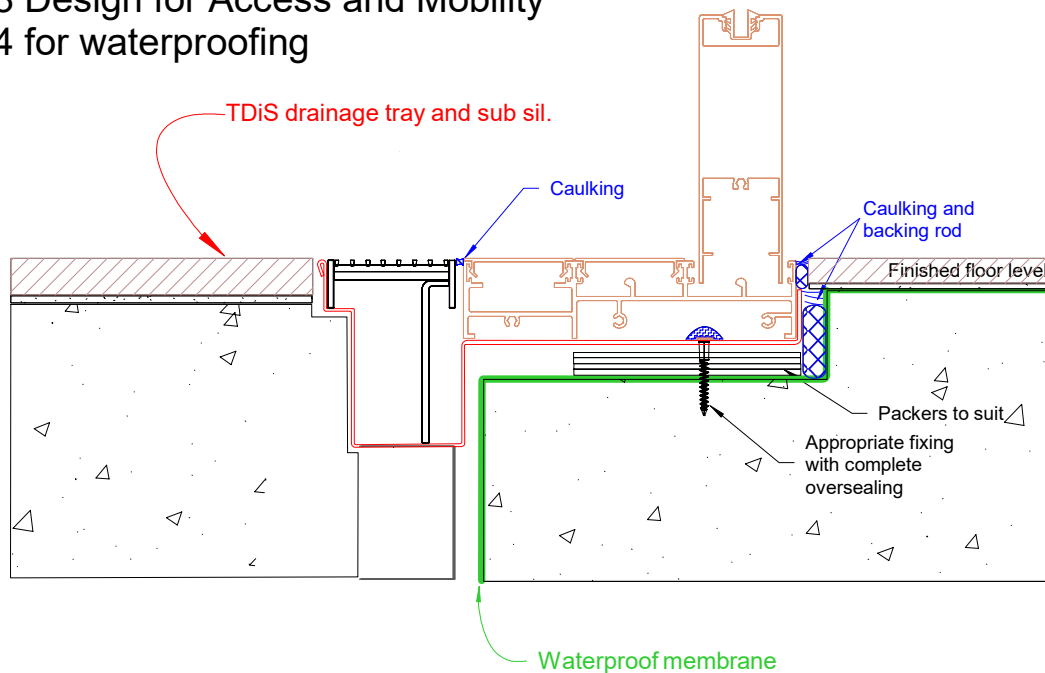 3 Design for Access and Mobility
4 for waterproofing
TDiS drainage tray and sub sil.
Caulking
Caulking and
backing rod
Finished floor level
Packers to suit
Appropriate fixing
with complete
oversealing
Waterproof membrane